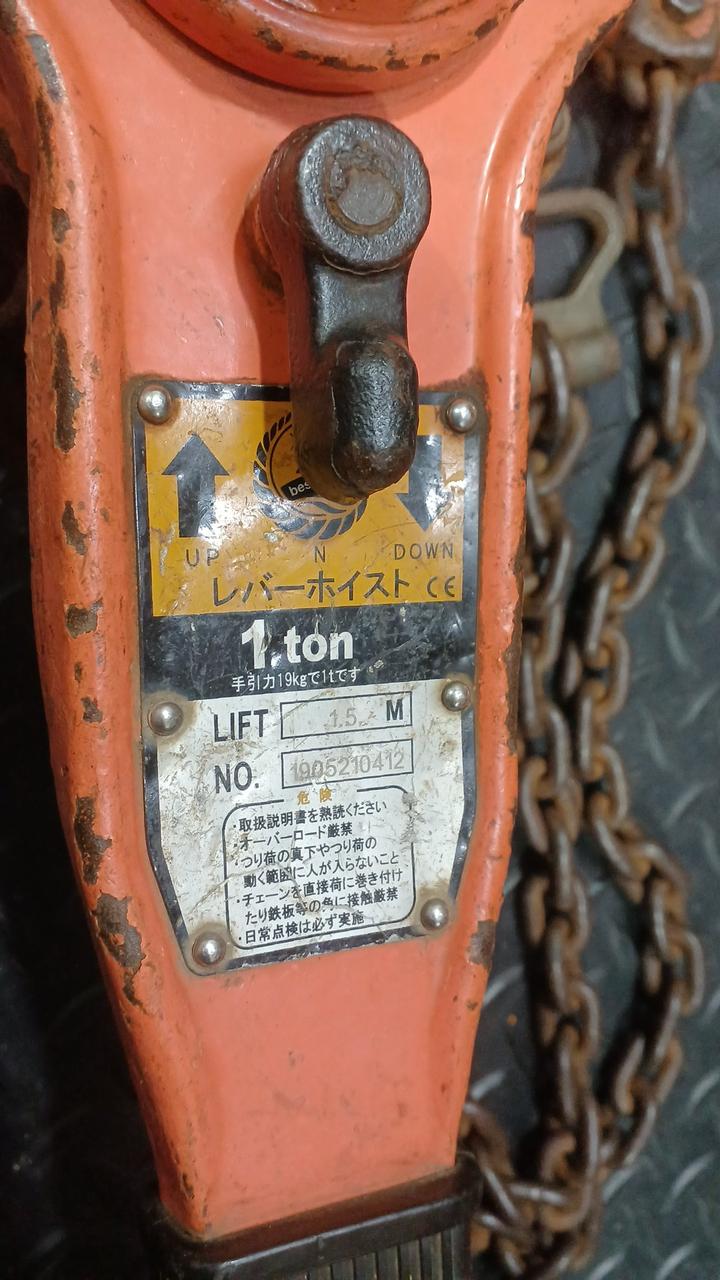 bes
UP N DOWN
レバーホイスト CE
1 ton
手引力19kgで1tです
LIFT 1.5 M
NO. 1905210412
危険
・取扱説明書を熟読ください
・オーバーロード厳禁
・つり荷の真下やつり荷の
動く範囲に人が入らないこと
・チェーンを直接荷に巻き付け
たり鉄板等の角に接触厳禁
・日常点検は必ず実施